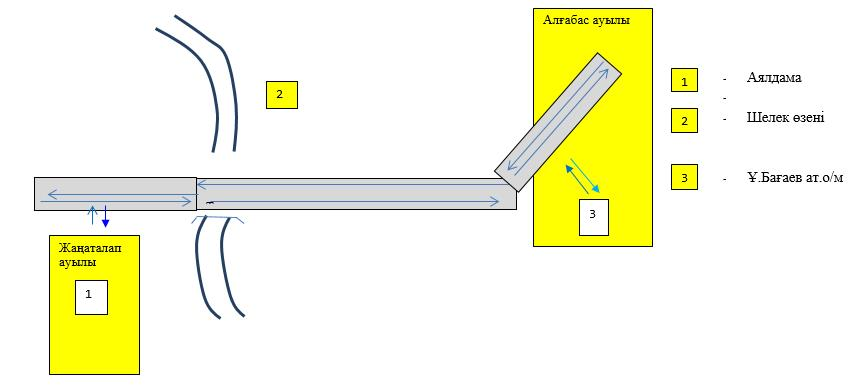 Алғабас ауылы
1 - Аялдама
-
2 - Шелек өзені
2
3 - Ұ.Бағаев ат.о/м
3
Жаңаталап
ауылы
1